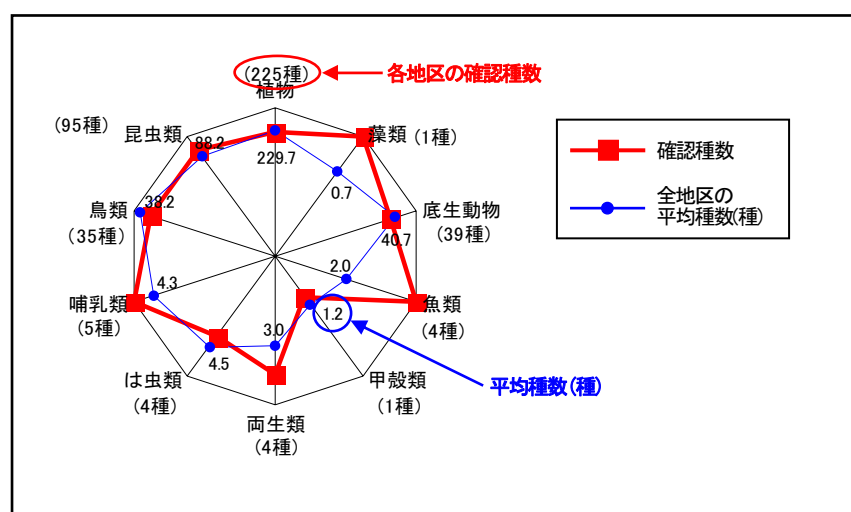 (225種)
各地区の確認種数
植物
229.7
藻類 (1種)
0.7
底生動物
(39種)
40.7
魚類
(4種)
2.0
甲殻類
(1種)
1.2
両生類
(4種)
3.0
は虫類
(4種)
4.5
哺乳類
(5種)
4.3
鳥類
(35種)
38.2
昆虫類
(95種)
88.2
確認種数
全地区の
平均種数(種)
平均種数(種)